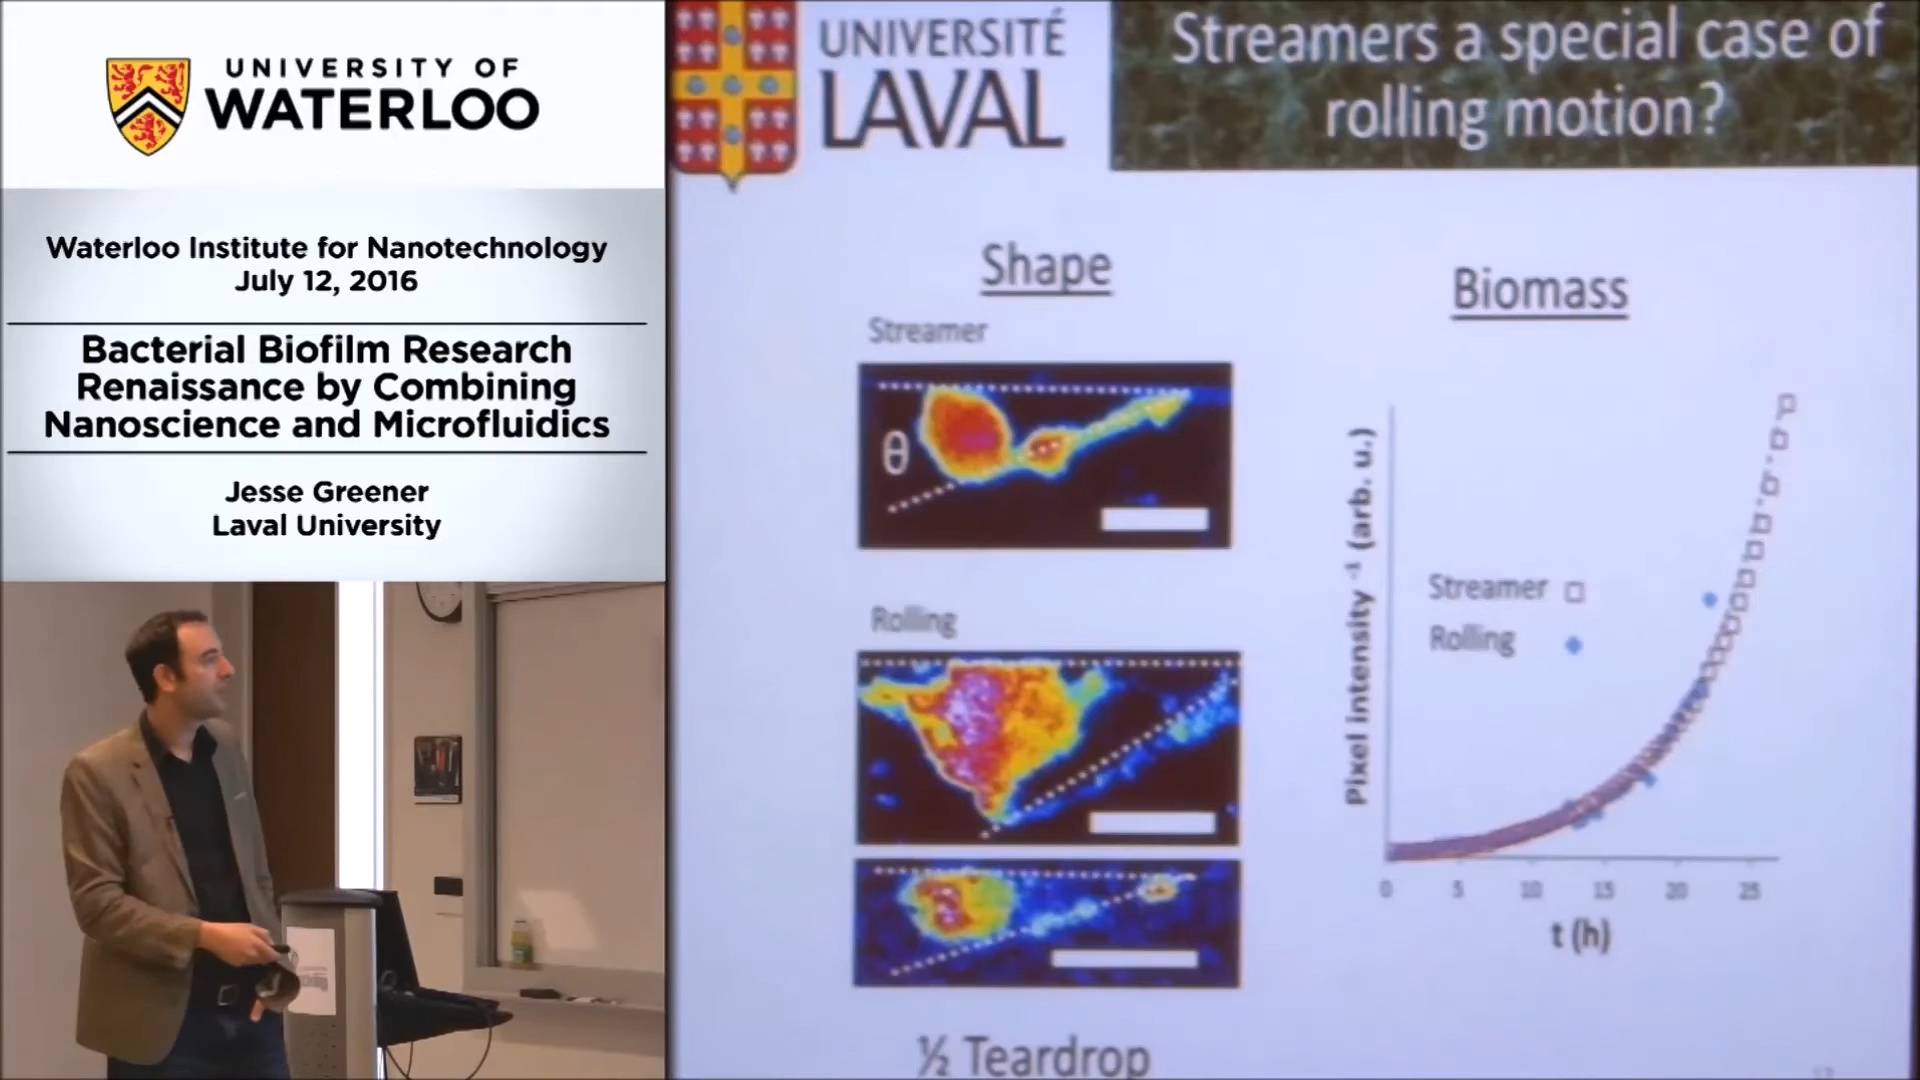 UNIVERSITY OF
WATERLOO
Waterloo Institute for Nanotechnology
July 12, 2016
Bacterial Biofilm Research
Renaissance by Combining
Nanoscience and Microfluidics
Jesse Greener
Laval University
UNIVERSITÉ
LAVAL
Streamers a special case of
rolling motion?
Shape
Streamer
θ
Rolling
½ Teardrop
Biomass
Pixel intensity ⁻¹ (arb. u.)
Streamer
Rolling
0 5 10 15 20 25
t (h)